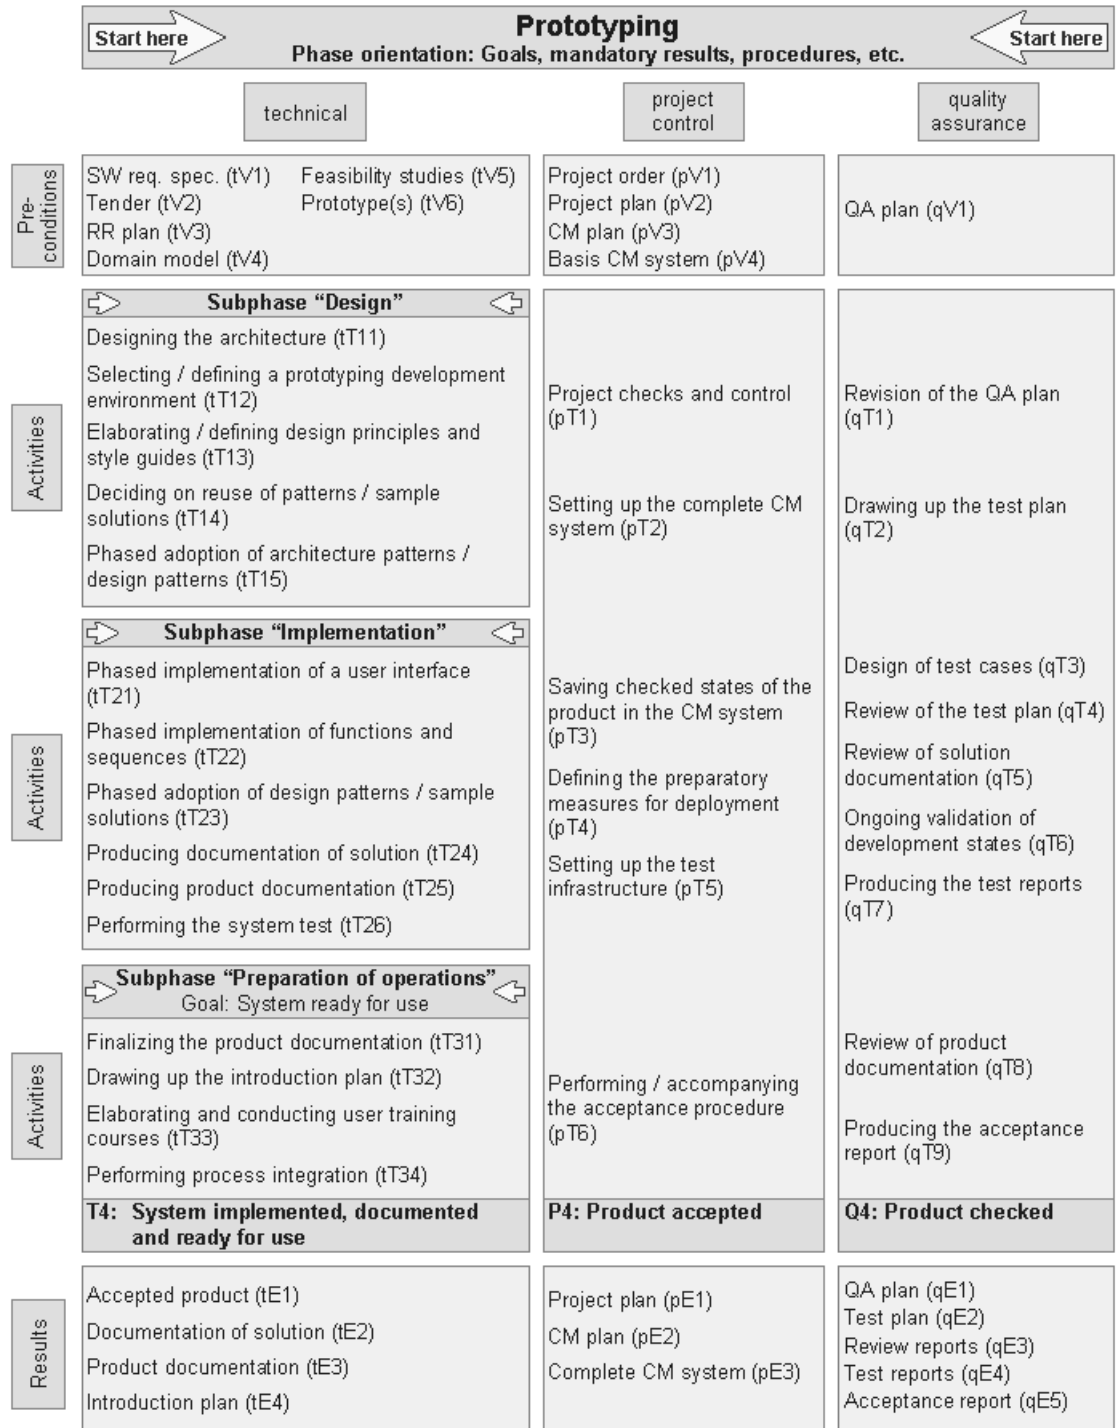 Start here
Prototyping
Phase orientation: Goals, mandatory results, procedures, etc.
Start here
technical
project
control
quality
assurance
Pre-
conditions
SW req. spec. (tV1)
Tender (tV2)
RR plan (tV3)
Domain model (tV4)
Feasibility studies (tV5)
Prototype(s) (tV6)
Project order (pV1)
Project plan (pV2)
CM plan (pV3)
Basis CM system (pV4)
QA plan (qV1)
Activities
Subphase “Design”
Designing the architecture (tT11)
Selecting / defining a prototyping development
environment (tT12)
Elaborating / defining design principles and
style guides (tT13)
Deciding on reuse of patterns / sample
solutions (tT14)
Phased adoption of architecture patterns /
design patterns (tT15)
Project checks and control
(pT1)
Setting up the complete CM
system (pT2)
Revision of the QA plan
(qT1)
Drawing up the test plan
(qT2)
Activities
Subphase “Implementation”
Phased implementation of a user interface
(tT21)
Phased implementation of functions and
sequences (tT22)
Phased adoption of design patterns / sample
solutions (tT23)
Producing documentation of solution (tT24)
Producing product documentation (tT25)
Performing the system test (tT26)
Saving checked states of the
product in the CM system
(pT3)
Defining the preparatory
measures for deployment
(pT4)
Setting up the test
infrastructure (pT5)
Design of test cases (qT3)
Review of the test plan (qT4)
Review of solution
documentation (qT5)
Ongoing validation of
development states (qT6)
Producing the test reports
(qT7)
Activities
Subphase “Preparation of operations”
Goal: System ready for use
Finalizing the product documentation (tT31)
Drawing up the introduction plan (tT32)
Elaborating and conducting user training
courses (tT33)
Performing process integration (tT34)
Performing / accompanying
the acceptance procedure
(pT6)
Review of product
documentation (qT8)
Producing the acceptance
report (qT9)
T4: System implemented, documented
and ready for use
P4: Product accepted
Q4: Product checked
Results
Accepted product (tE1)
Documentation of solution (tE2)
Product documentation (tE3)
Introduction plan (tE4)
Project plan (pE1)
CM plan (pE2)
Complete CM system (pE3)
QA plan (qE1)
Test plan (qE2)
Review reports (qE3)
Test reports (qE4)
Acceptance report (qE5)